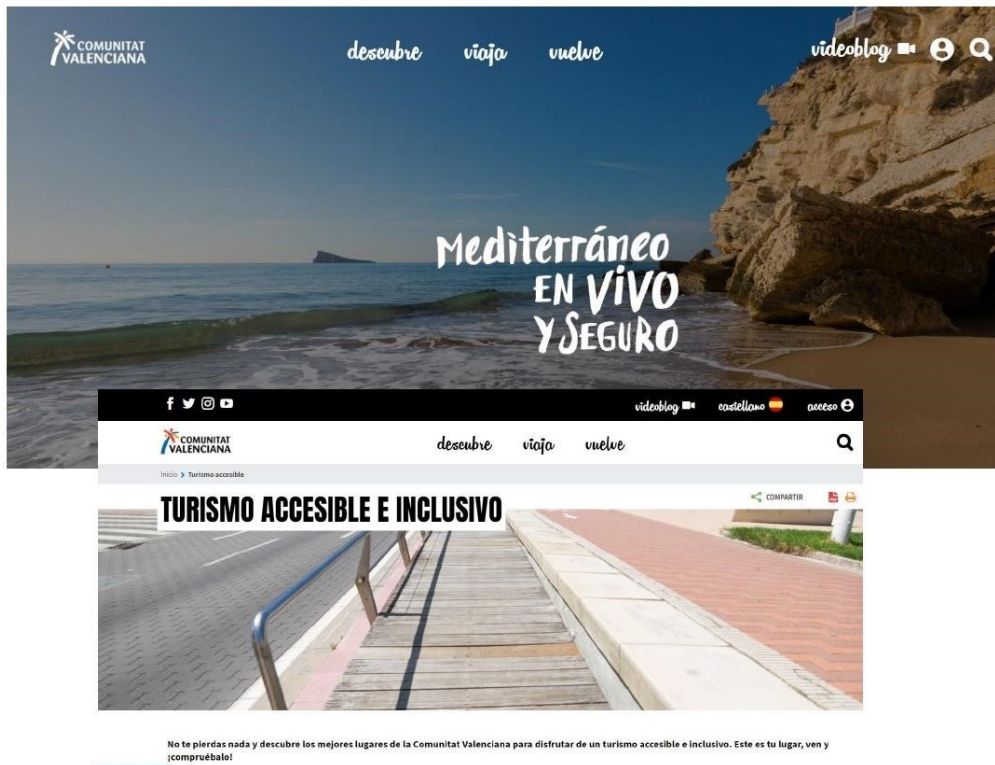 COMUNITAT
VALENCIANA
descubre viaja vuelve
videoblog
Mediterráneo
EN VIVO
Y SEGURO
videoblog castellano acceso
COMUNITAT
VALENCIANA
descubre viaja vuelve
Inicio > Turismo accesible
COMPARTIR
TURISMO ACCESIBLE E INCLUSIVO
No te pierdas nada y descubre los mejores lugares de la Comunitat Valenciana para disfrutar de un turismo accesible e inclusivo. Este es tu lugar, ven y
¡compruébalo!